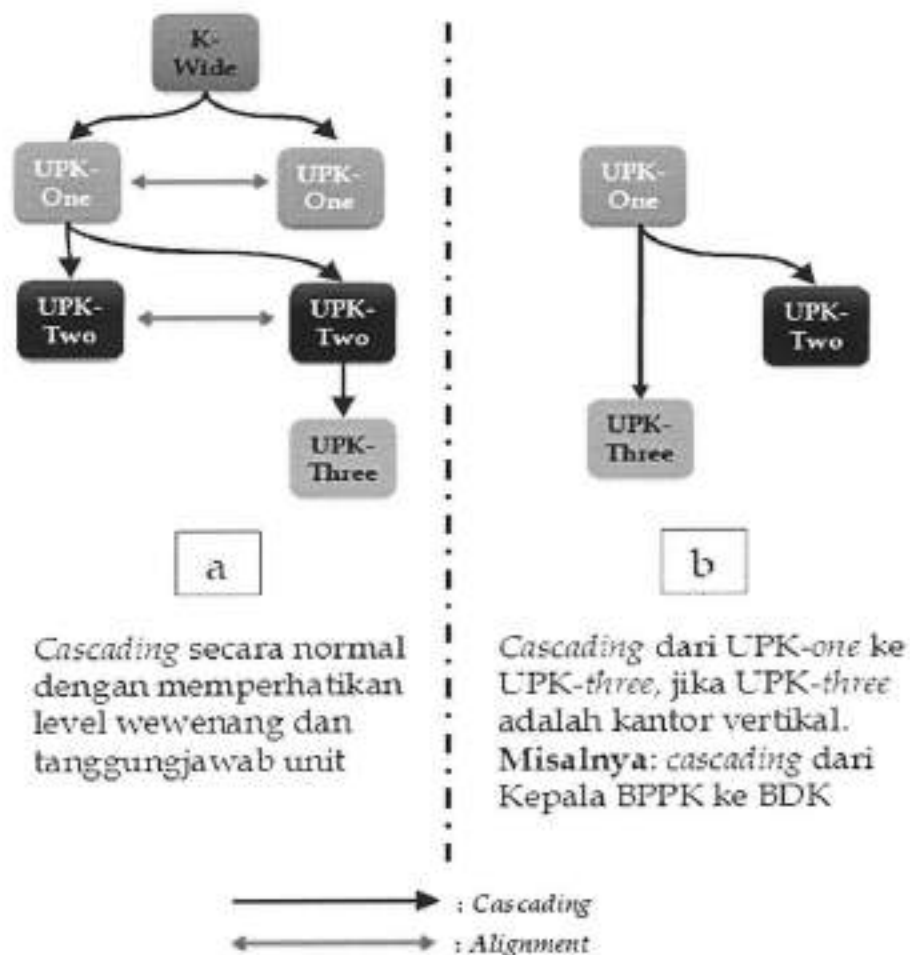 K-
Wide
UPK-
One
UPK-
One
UPK-
Two
UPK-
Two
UPK-
Three
a
Cascading secara normal
dengan memperhatikan
level wewenang dan
tanggungjawab unit
UPK-
One
UPK-
Two
UPK-
Three
b
Cascading dari UPK-one ke
UPK-three, jika UPK-three
adalah kantor vertikal.
Misalnya: cascading dari
Kepala BPPK ke BDK
: Cascading
: Alignment